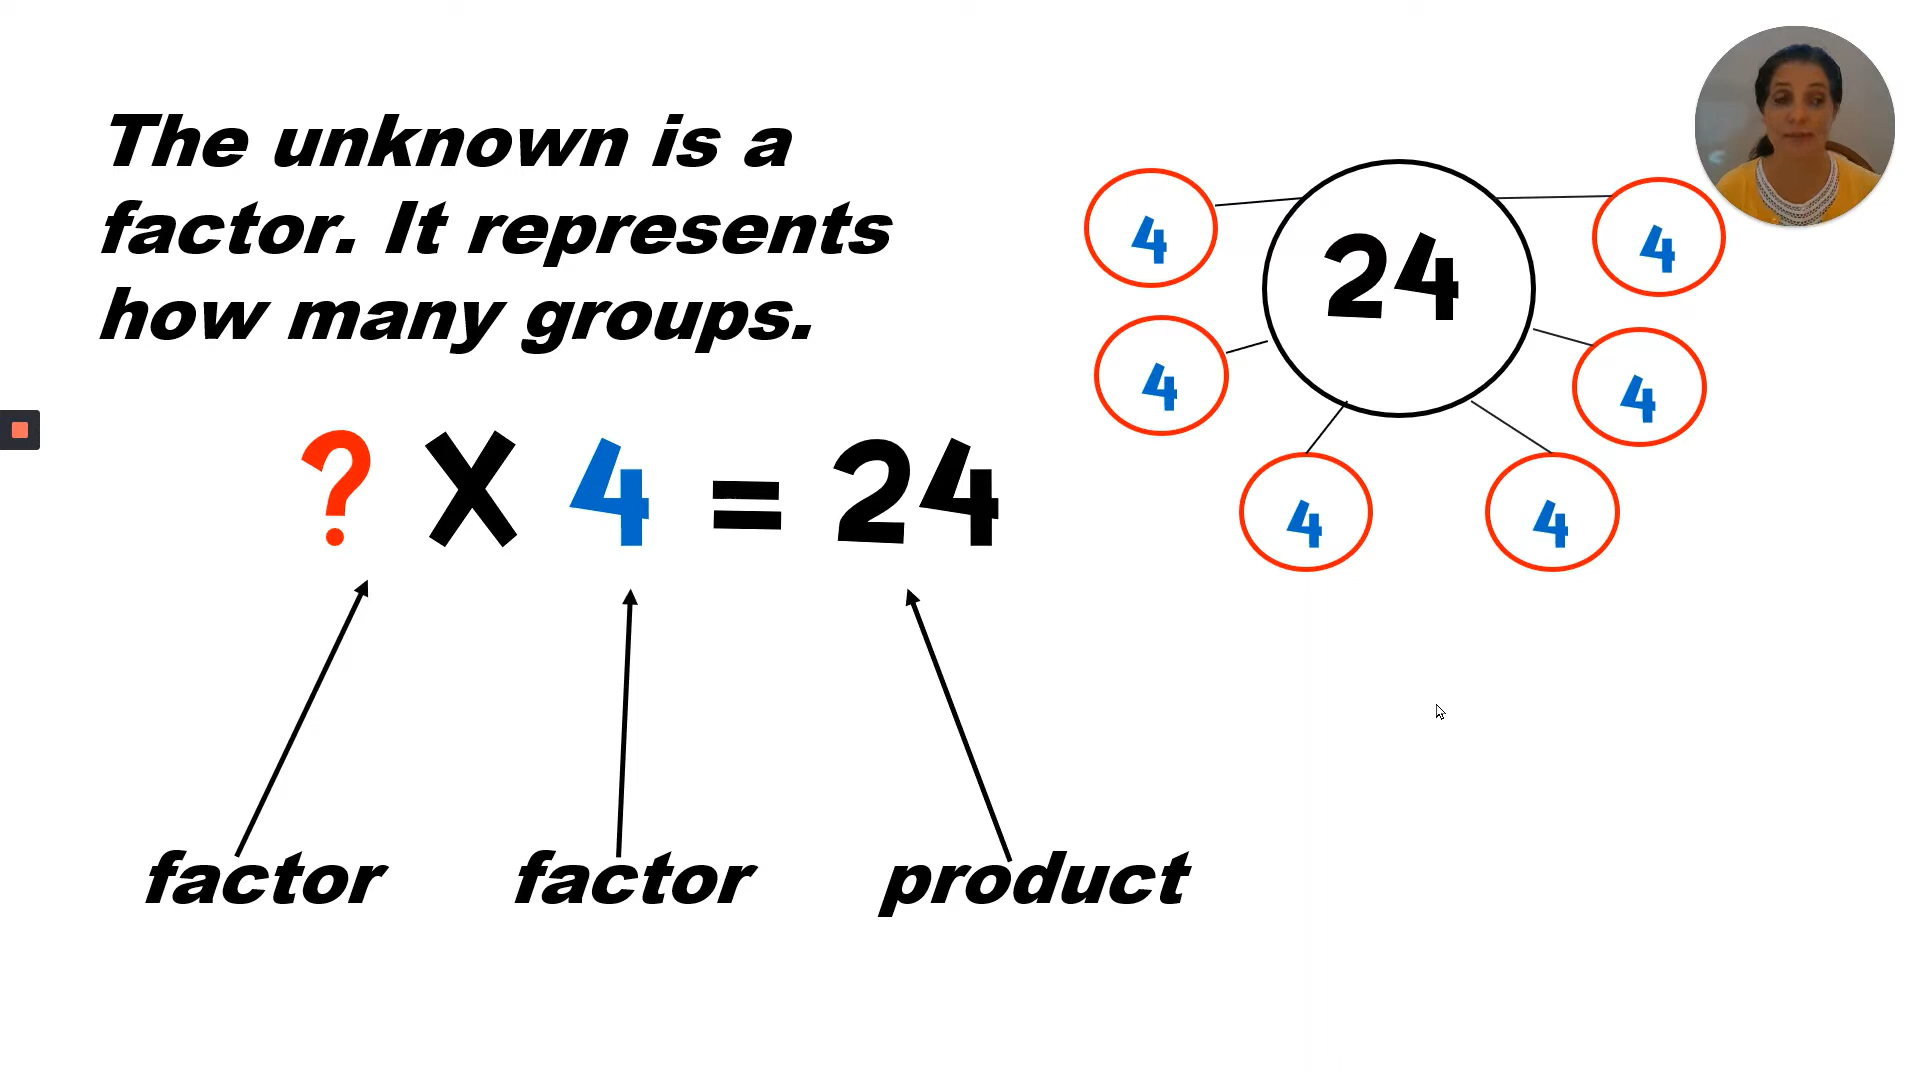 The unknown is a
factor. It represents
how many groups.
? X 4 = 24
factor factor product
24
4
4
4
4
4
4